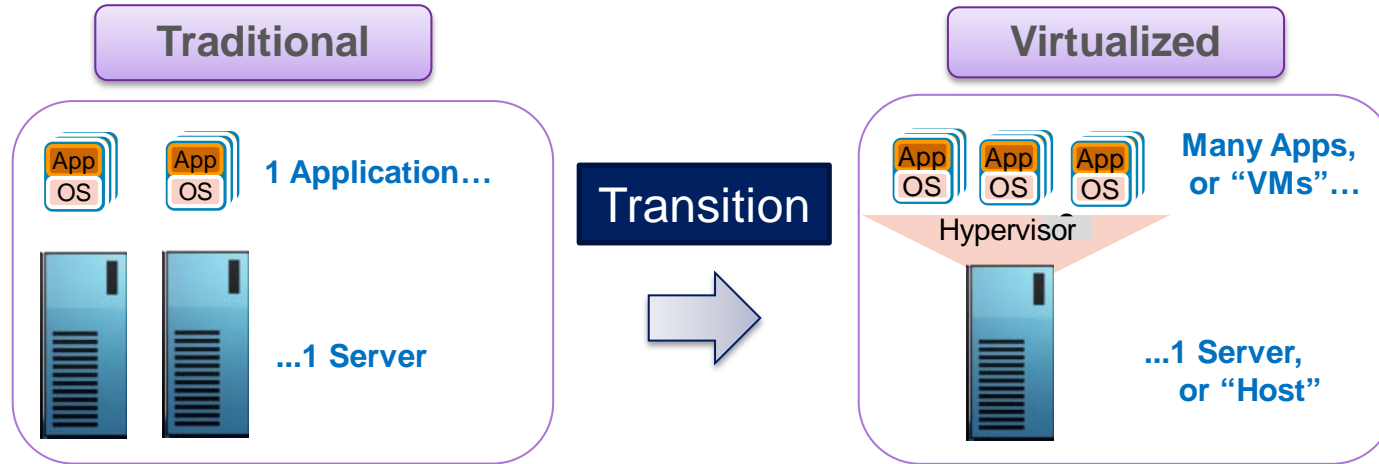 Traditional
App
OS
App
OS
1 Application…
...1 Server
Transition
Virtualized
App
OS
App
OS
App
OS
Many Apps,
or “VMs”…
Hypervisor
...1 Server,
or “Host”